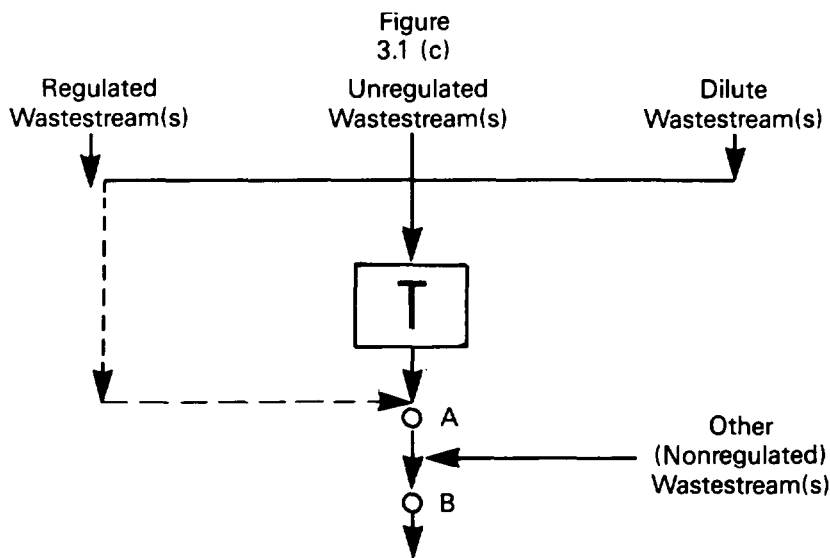 Figure
3.1 (c)
Regulated
Wastestream(s)
Unregulated
Wastestream(s)
Dilute
Wastestream(s)
T
A
Other
(Nonregulated)
Wastestream(s)
B